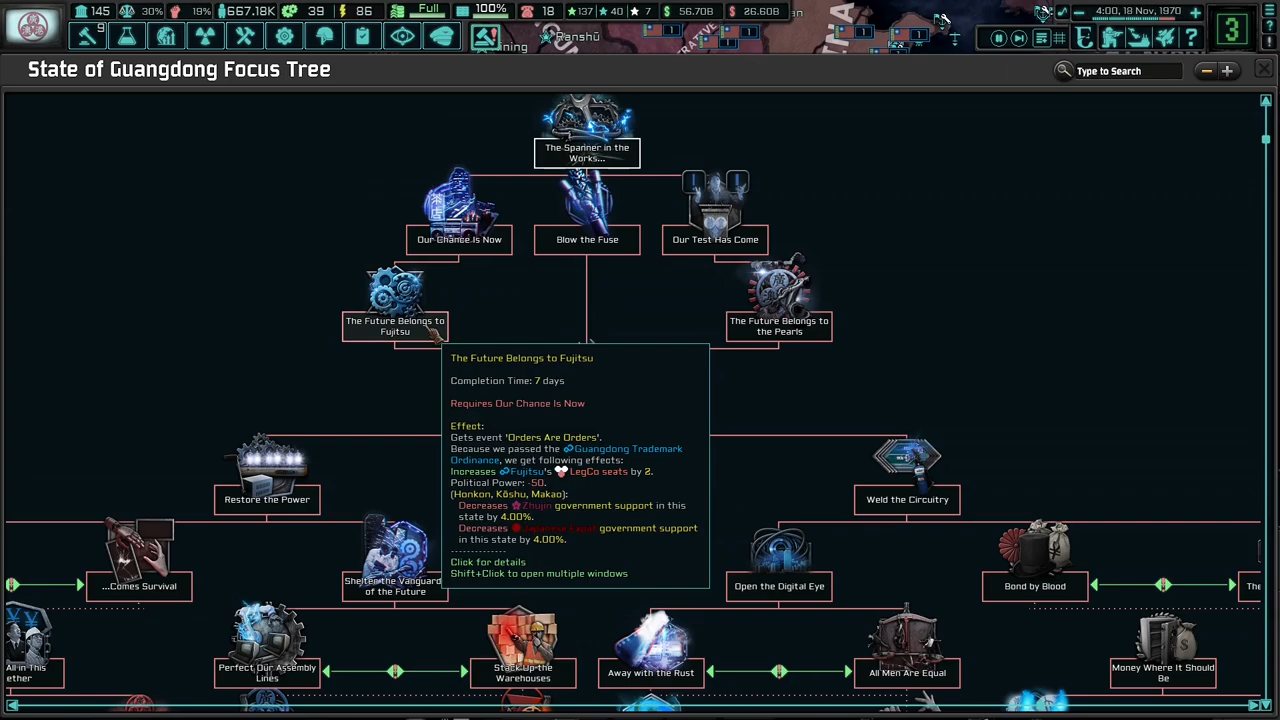 145 30% 19% 667.18K 39 86 Full 100% 18 137 40 7 $ 56.70B $ 26.60B 4:00, 18 Nov, 1970
9
3
State of Guangdong Focus Tree
Type to Search
The Spanner in the
Works...
Our Chance Is Now
Blow the Fuse
Our Test Has Come
The Future Belongs to
Fujitsu
The Future Belongs to
the Pearls
The Future Belongs to Fujitsu
Completion Time: 7 days
Requires Our Chance Is Now
Effect:
Gets event 'Orders Are Orders'.
Because we passed the Guangdong Trademark
Ordinance, we get following effects:
Increases Fujitsu's LegCo seats by 2.
Political Power: -50.
(Honkon, Kōshu, Makao):
Decreases Zhujin government support in this
state by 4.00%.
Decreases Japanese Expat government support
in this state by 4.00%.
--------------
Click for details
Shift+Click to open multiple windows
Restore the Power
Weld the Circuitry
...Comes Survival
Shelter the Vanguard
of the Future
Open the Digital Eye
Bond by Blood
All in This
Perfect Our Assembly
Lines
Stack Up the
Warehouses
Away with the Rust
All Men Are Equal
Money Where It Should
Be